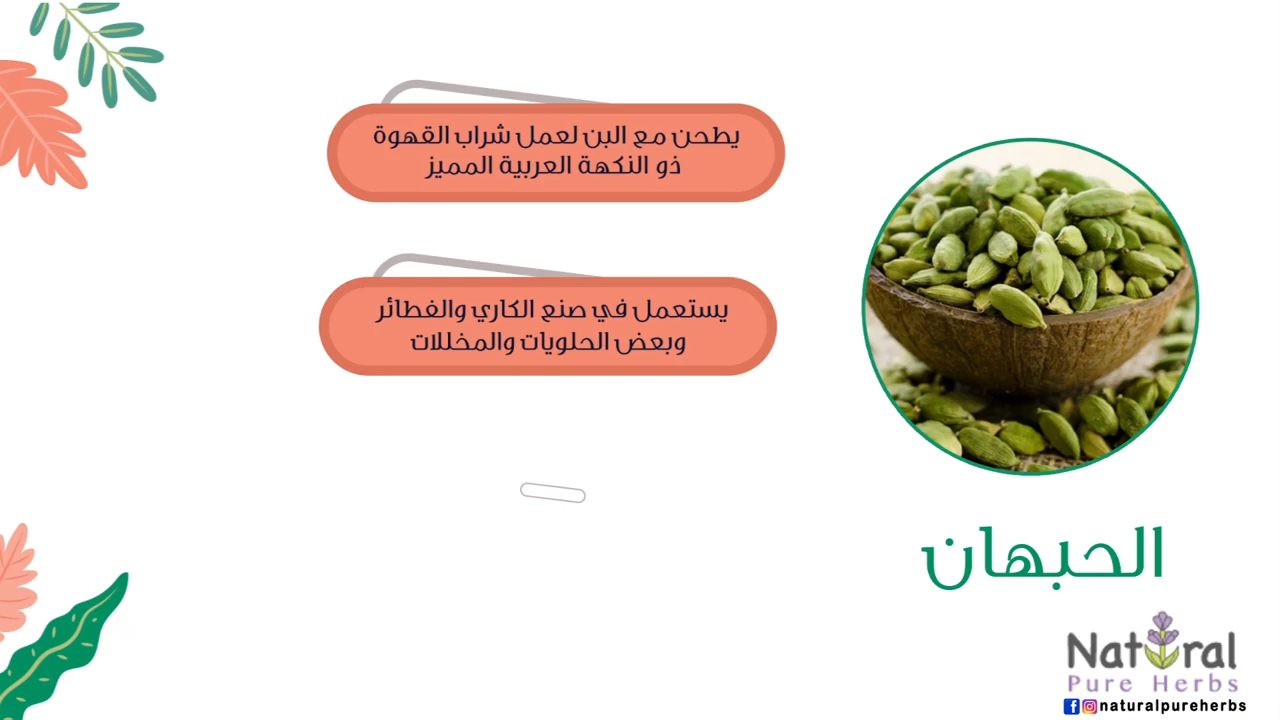 يطحن مع البن لعمل شراب القهوة
ذو النكهة العربية المميز
يستعمل في صنع الكاري والفطائر
وبعض الحلويات والمخللات
الحبهان
Natural
Pure Herbs
naturalpureherbs